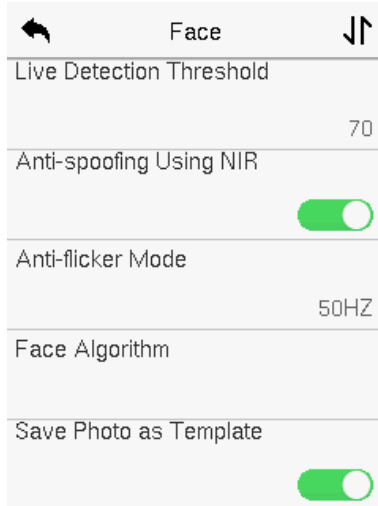 Face
Live Detection Threshold
70
Anti-spoofing Using NIR
Anti-flicker Mode
50HZ
Face Algorithm
Save Photo as Template